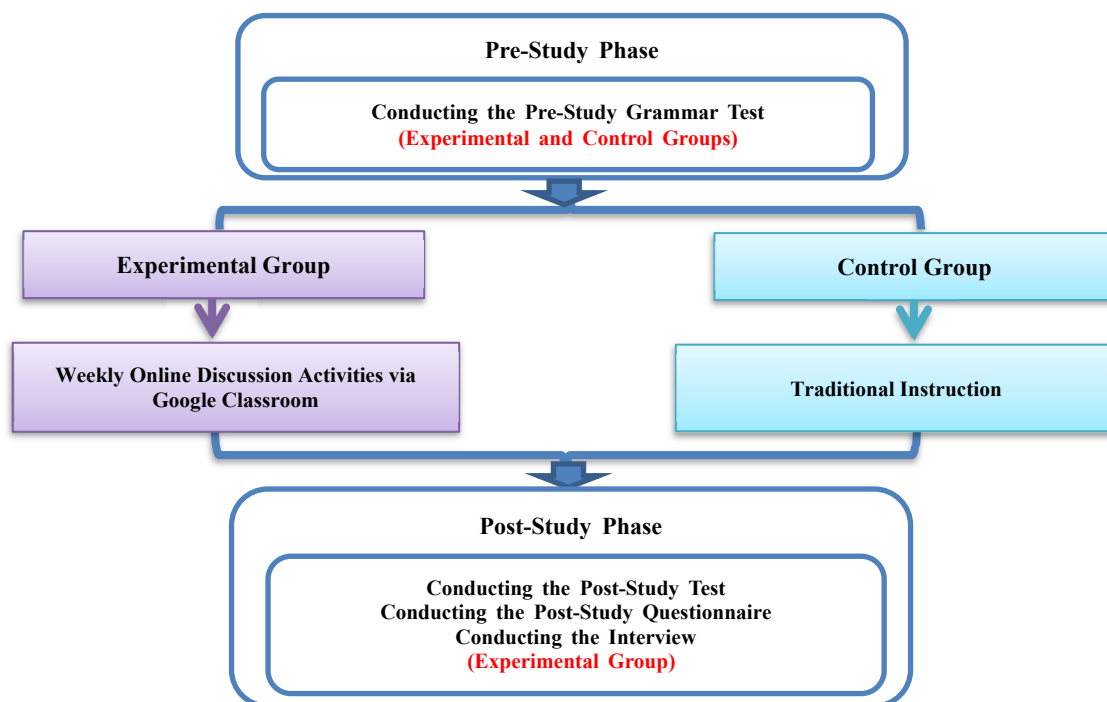 Pre-Study Phase
Conducting the Pre-Study Grammar Test
(Experimental and Control Groups)
Experimental Group
Control Group
Weekly Online Discussion Activities via
Google Classroom
Traditional Instruction
Post-Study Phase
Conducting the Post-Study Test
Conducting the Post-Study Questionnaire
Conducting the Interview
(Experimental Group)